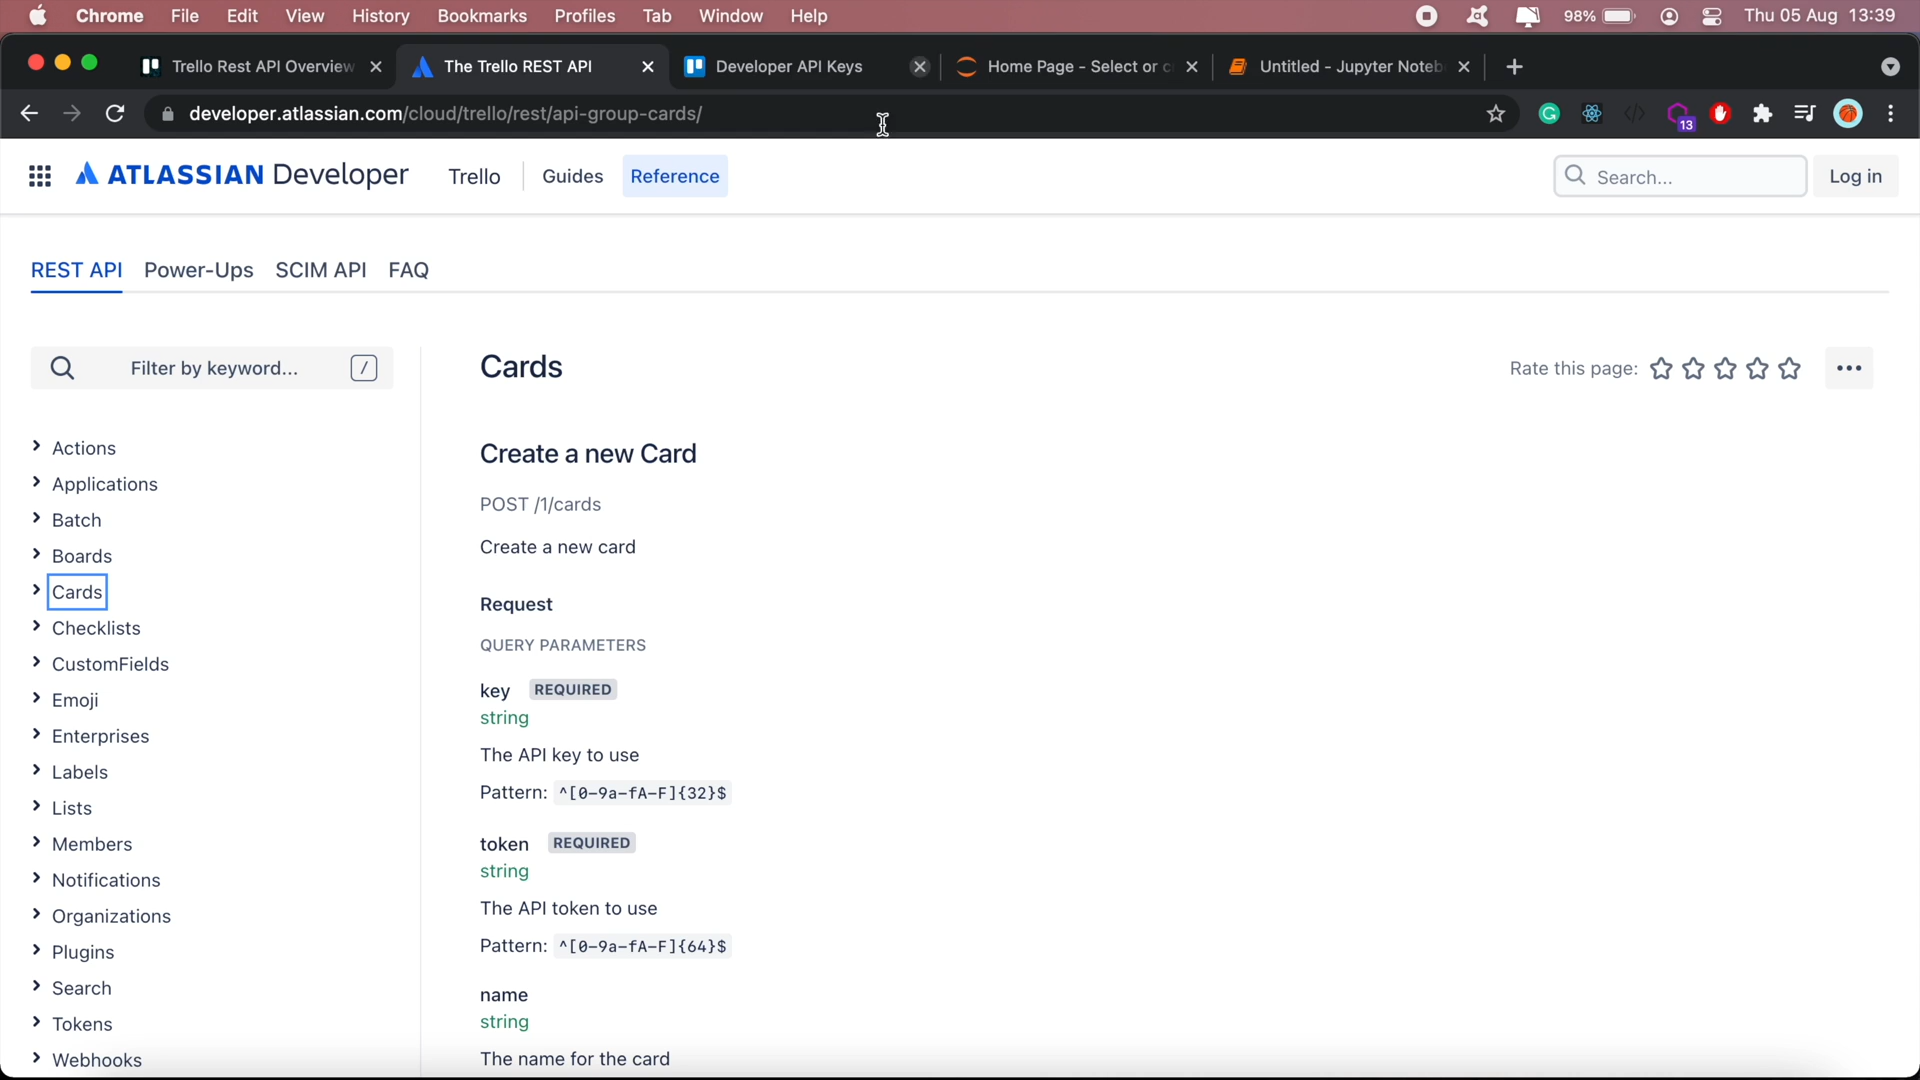 Chrome File Edit View History Bookmarks Profiles Tab Window Help 98% Thu 05 Aug 13:39
Trello Rest API Overview The Trello REST API Developer API Keys Home Page - Select or c Untitled - Jupyter Noteb
developer.atlassian.com/cloud/trello/rest/api-group-cards/ 13
ATLASSIAN Developer Trello Guides Reference Search... Log in
REST API Power-Ups SCIM API FAQ
Filter by keyword... /
Actions
Applications
Batch
Boards
Cards
Checklists
CustomFields
Emoji
Enterprises
Labels
Lists
Members
Notifications
Organizations
Plugins
Search
Tokens
Webhooks
Cards
Rate this page:
Create a new Card
POST /1/cards
Create a new card
Request
QUERY PARAMETERS
key REQUIRED
string
The API key to use
Pattern: ^[0-9a-fA-F]{32}$
token REQUIRED
string
The API token to use
Pattern: ^[0-9a-fA-F]{64}$
name
string
The name for the card